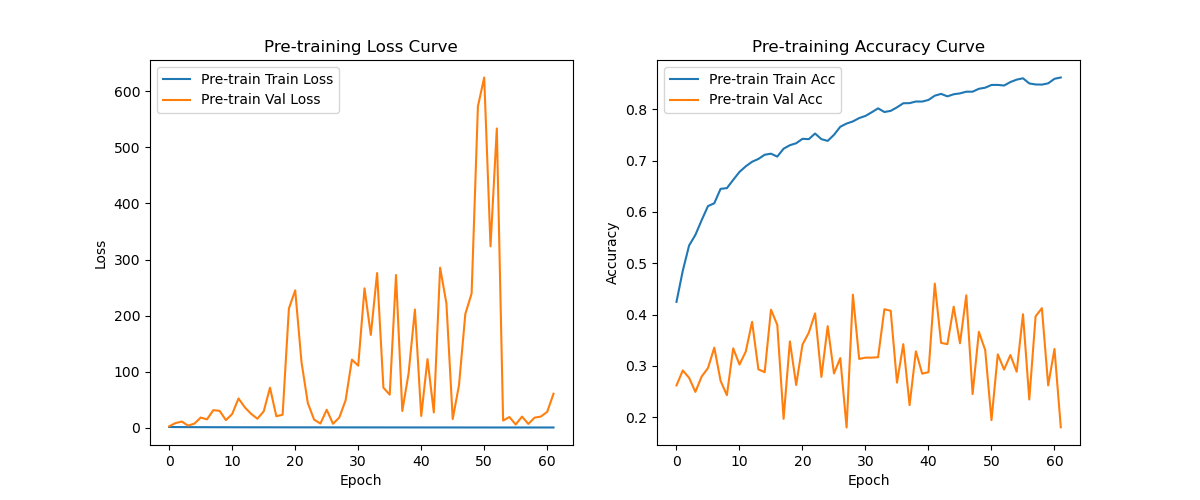 Pre-training Loss Curve
Pre-train Train Loss
Pre-train Val Loss
600
500
400
300
200
100
0
Loss
0 10 20 30 40 50 60
Epoch
Pre-training Accuracy Curve
Pre-train Train Acc
Pre-train Val Acc
0.8
0.7
0.6
0.5
0.4
0.3
0.2
Accuracy
0 10 20 30 40 50 60
Epoch